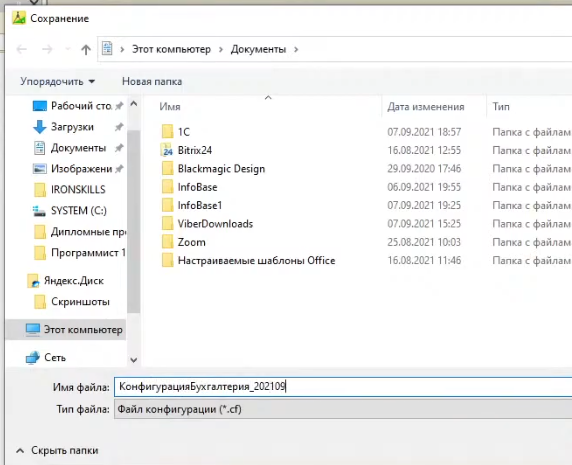 Сохранение
Этот компьютер > Документы >
Упорядочить Новая папка
Имя Дата изменения Тип
Рабочий сто.
Загрузки
Документы
Изображени
IRONSKILLS
SYSTEM (C:)
Дипломные пр
Программист 1
Яндекс.Диск
Скриншоты
Этот компьютер
Сеть
1C 07.09.2021 18:57 Папка с файлам
Bitrix24 16.08.2021 12:55 Папка с файлам
Blackmagic Design 29.09.2020 17:46 Папка с файлам
InfoBase 06.09.2021 19:55 Папка с файлам
InfoBase1 07.09.2021 19:25 Папка с файлам
ViberDownloads 07.09.2021 15:25 Папка с файлам
Zoom 25.08.2021 10:03 Папка с файлам
Настраиваемые шаблоны Office 16.08.2021 11:46 Папка с файлам
Имя файла: КонфигурацияБухгалтерия_202109
Тип файла: Файл конфигурации (*.cf)
Скрыть папки